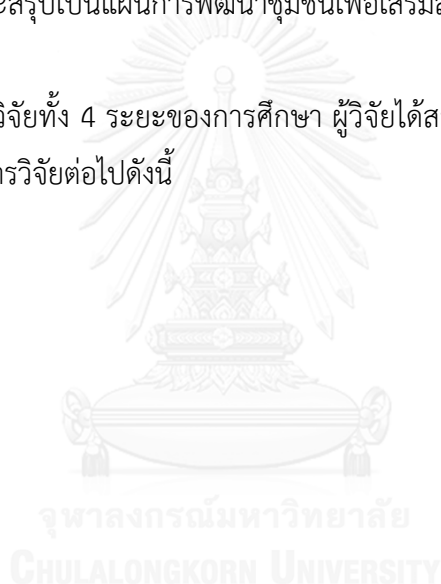 ะสรุปเป็นแผนการพัฒนาชุมชนเพื่อเสริมส
วิจัยทั้ง 4 ระยะของการศึกษา ผู้วิจัยได้ส
ารวิจัยต่อไปดังนี้
จุฬาลงกรณ์มหาวิทยาลัย
CHULALONGKORN UNIVERSITY